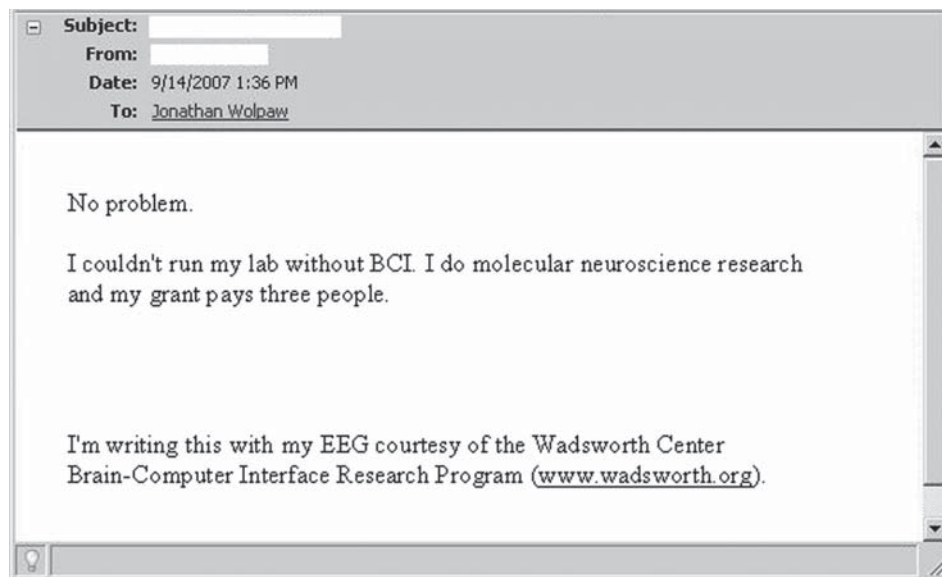 Subject:
From:
Date: 9/14/2007 1:36 PM
To: Jonathan Wolpaw
No problem.
I couldn't run my lab without BCI. I do molecular neuroscience research
and my grant pays three people.
I'm writing this with my EEG courtesy of the Wadsworth Center
Brain-Computer Interface Research Program (www.wadsworth.org).